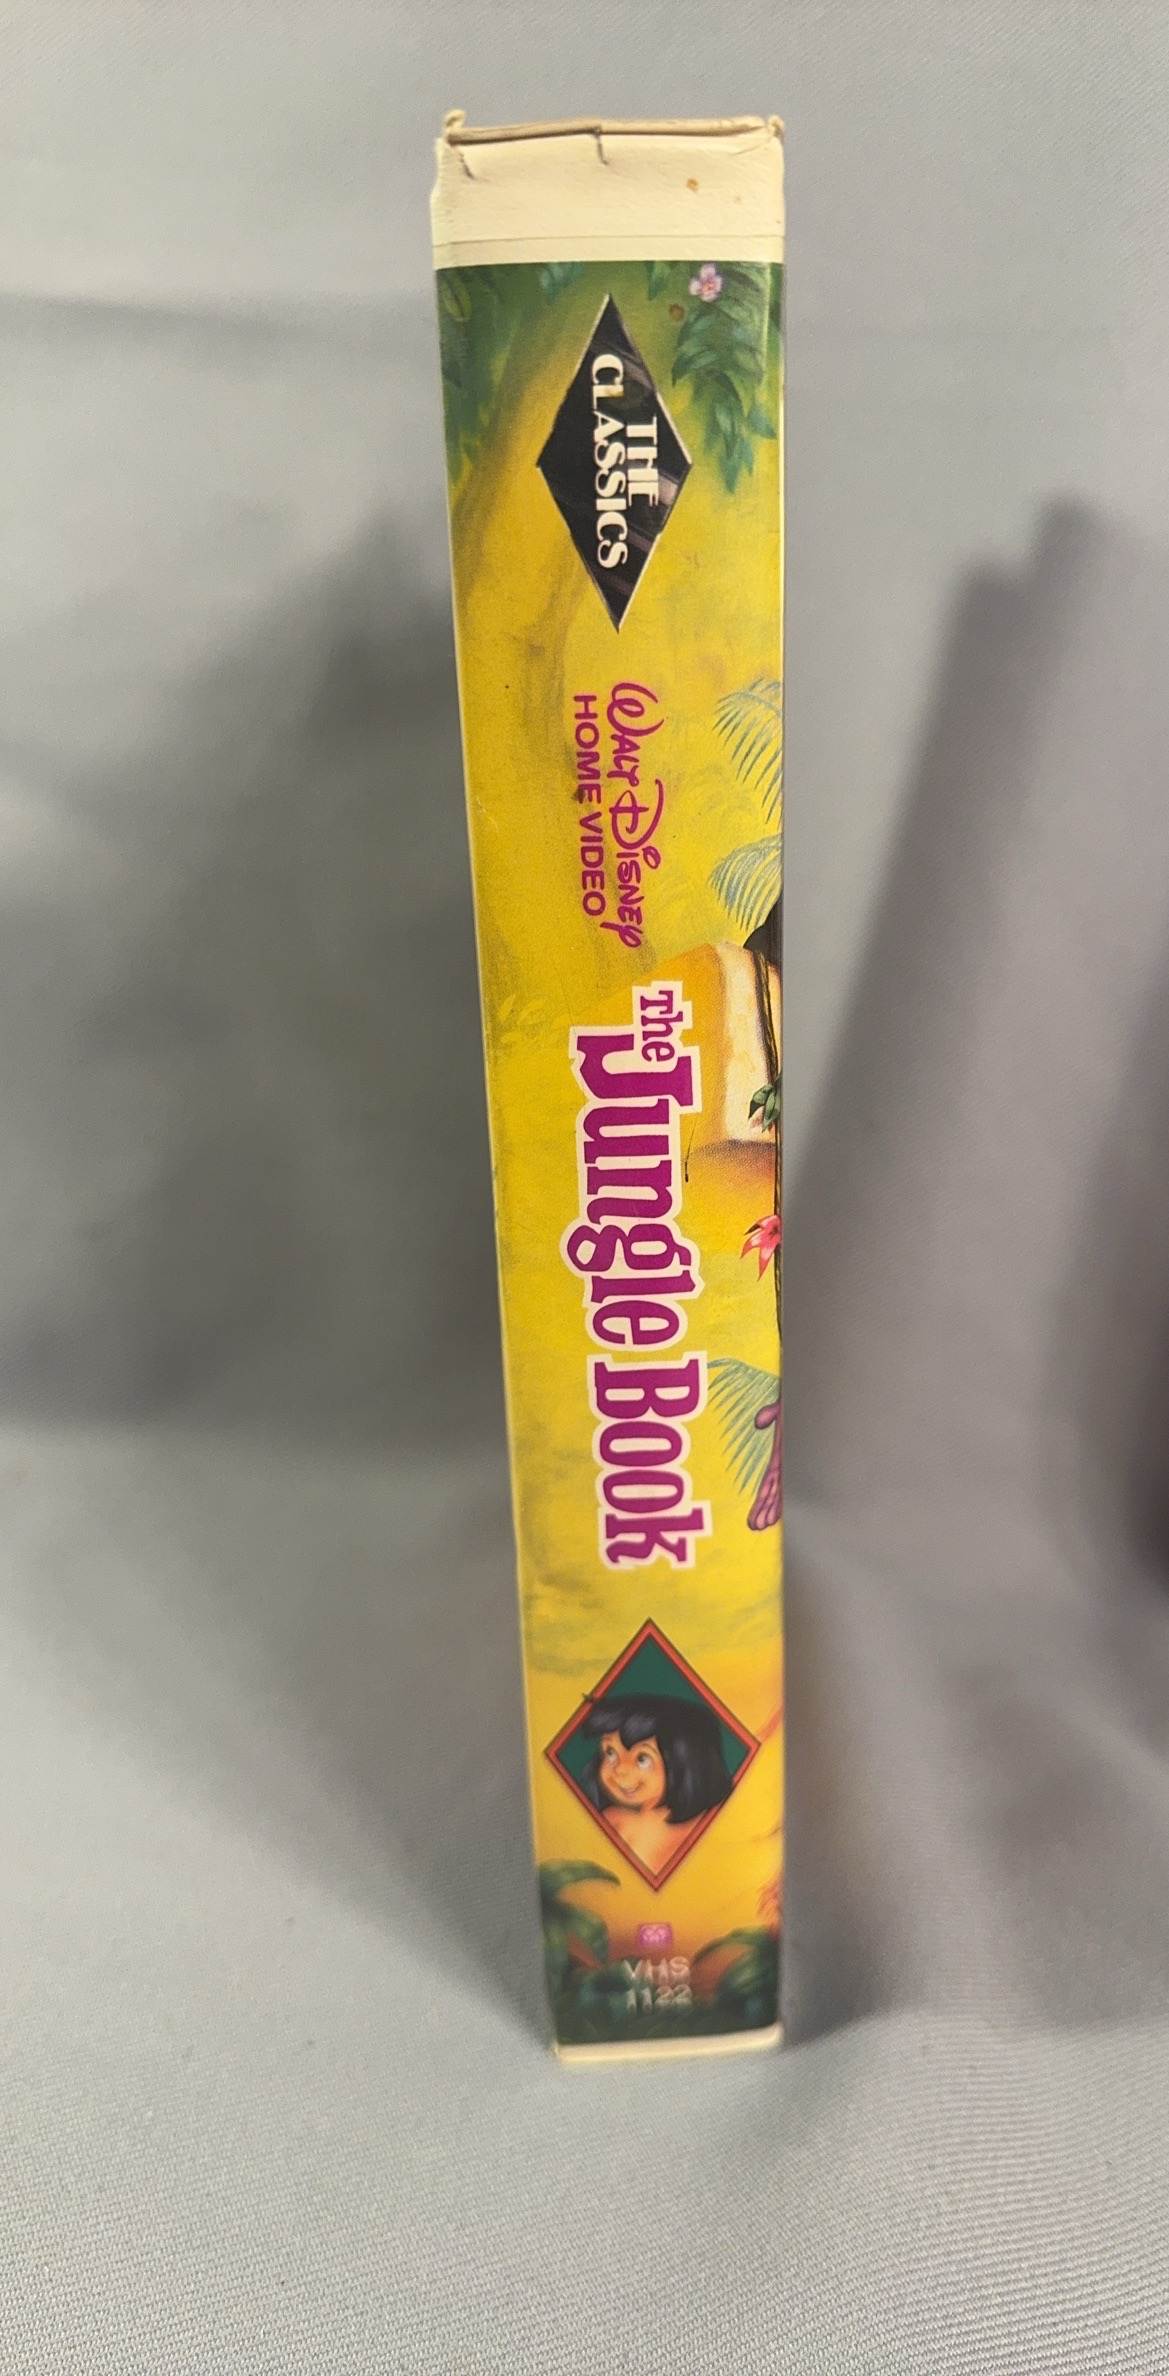 THE
CLASSICS
WALT DISNEY
HOME VIDEO
The
Jungle Book
VHS
1122